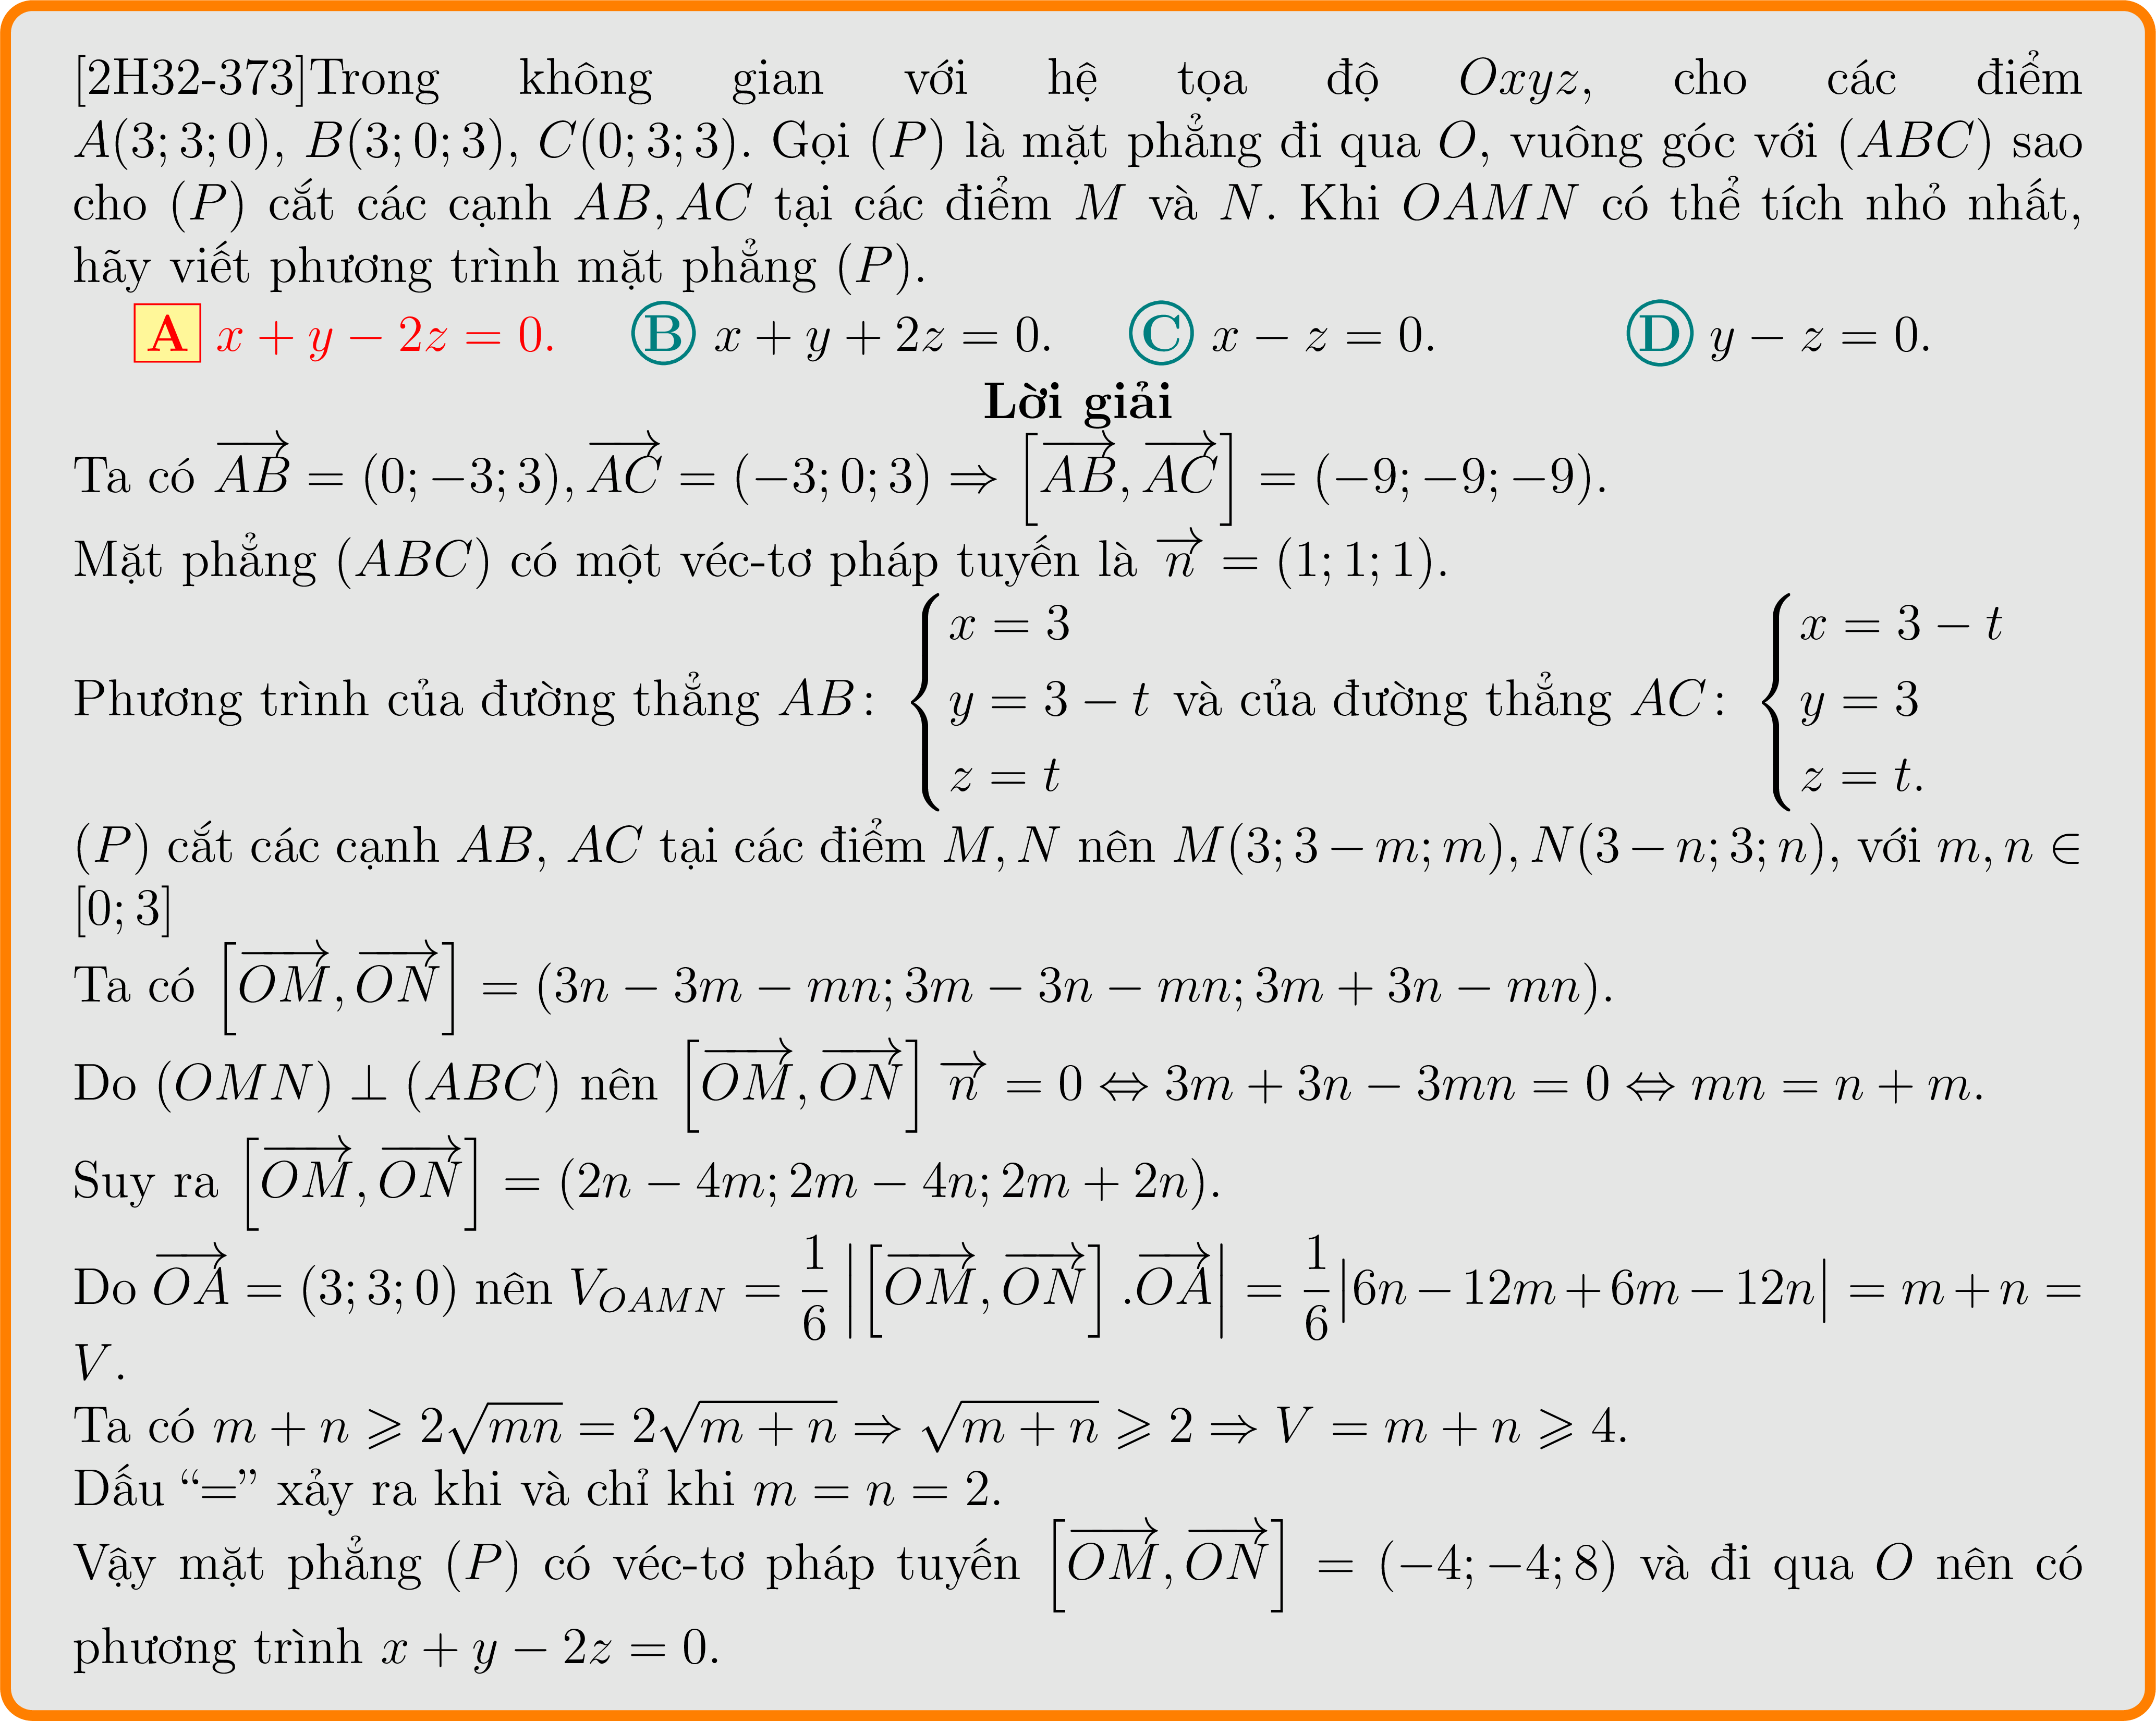 [2H32-373]Trong không gian với hệ tọa độ Oxyz, cho các điểm
A(3; 3; 0), B(3; 0; 3), C(0; 3; 3). Gọi (P) là mặt phẳng đi qua O, vuông góc với (ABC) sao
cho (P) cắt các cạnh AB, AC tại các điểm M và N. Khi OAMN có thể tích nhỏ nhất,
hãy viết phương trình mặt phẳng (P).
A x + y − 2z = 0. B x + y + 2z = 0. C x − z = 0. D y − z = 0.
Lời giải
Ta có $\overrightarrow{AB} = (0; −3; 3), \overrightarrow{AC} = (−3; 0; 3) ⇒ \left[\overrightarrow{AB}, \overrightarrow{AC}\right] = (−9; −9; −9).$
Mặt phẳng (ABC) có một véc-tơ pháp tuyến là $\overrightarrow{n} = (1; 1; 1).$
Phương trình của đường thẳng AB: $\begin{cases} x = 3 \\ y = 3 − t \\ z = t \end{cases}$ và của đường thẳng AC: $\begin{cases} x = 3 − t \\ y = 3 \\ z = t. \end{cases}$
(P) cắt các cạnh AB, AC tại các điểm M, N nên M(3; 3 − m; m), N(3 − n; 3; n), với m, n ∈
[0; 3]
Ta có $\left[\overrightarrow{OM}, \overrightarrow{ON}\right] = (3n − 3m − mn; 3m − 3n − mn; 3m + 3n − mn).$
Do (OMN) ⊥ (ABC) nên $\left[\overrightarrow{OM}, \overrightarrow{ON}\right] \overrightarrow{n} = 0 ⇔ 3m + 3n − 3mn = 0 ⇔ mn = n + m.$
Suy ra $\left[\overrightarrow{OM}, \overrightarrow{ON}\right] = (2n − 4m; 2m − 4n; 2m + 2n).$
Do $\overrightarrow{OA} = (3; 3; 0)$ nên $V_{OAMN} = \frac{1}{6} \left|\left[\overrightarrow{OM}, \overrightarrow{ON}\right] .\overrightarrow{OA}\right| = \frac{1}{6} |6n − 12m + 6m − 12n| = m + n =$
V.
Ta có $m + n ⩾ 2\sqrt{mn} = 2\sqrt{m + n} ⇒ \sqrt{m + n} ⩾ 2 ⇒ V = m + n ⩾ 4.$
Dấu “=” xảy ra khi và chỉ khi m = n = 2.
Vậy mặt phẳng (P) có véc-tơ pháp tuyến $\left[\overrightarrow{OM}, \overrightarrow{ON}\right] = (−4; −4; 8)$ và đi qua O nên có
phương trình x + y − 2z = 0.